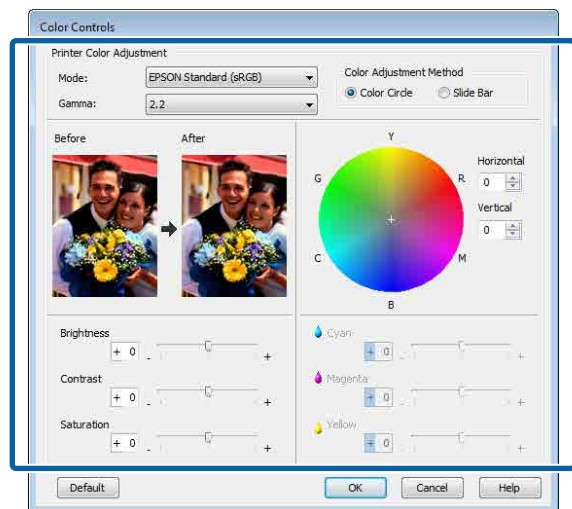 Color Controls
Printer Color Adjustment
Mode: EPSON Standard (sRGB)
Gamma: 2.2
Color Adjustment Method
Color Circle Slide Bar
Before After
Y
G R
C M
B
Horizontal
0
Vertical
0
Brightness
+ 0 - +
Contrast
+ 0 - +
Saturation
+ 0 - +
Cyan
+ 0 - +
Magenta
+ 0 - +
Yellow
+ 0 - +
Default OK Cancel Help